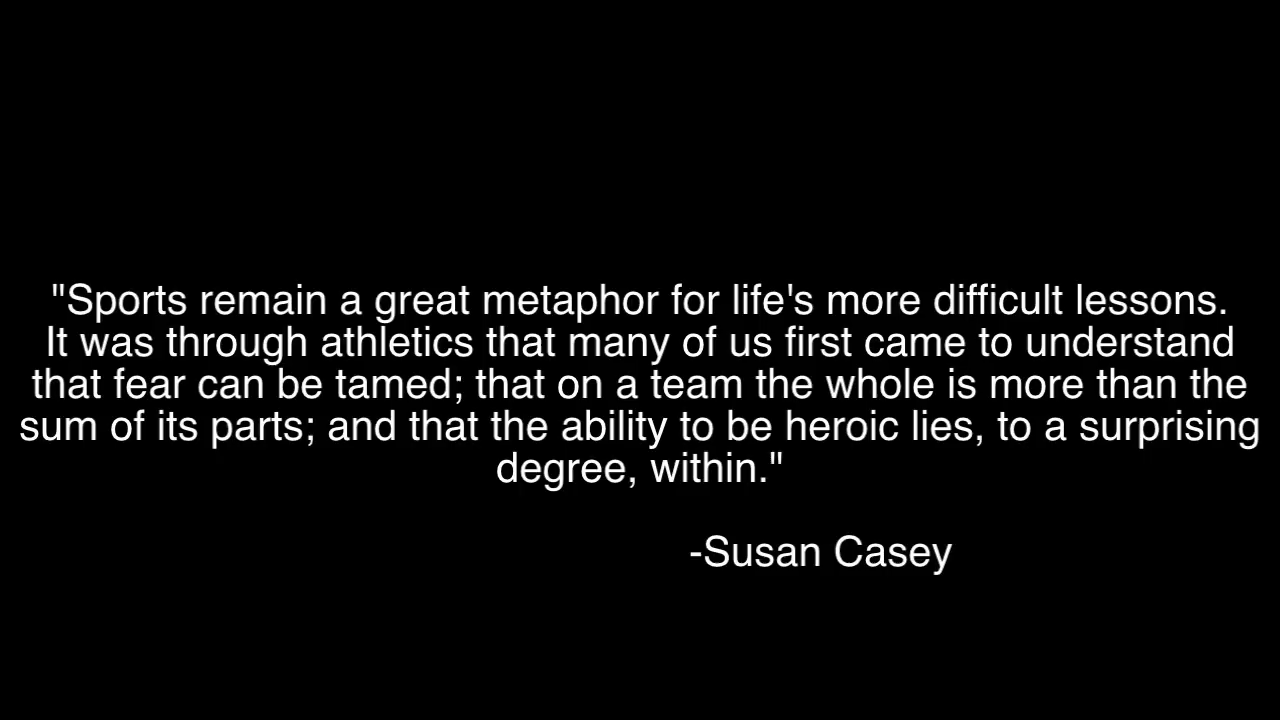 "Sports remain a great metaphor for life's more difficult lessons.
It was through athletics that many of us first came to understand
that fear can be tamed; that on a team the whole is more than the
sum of its parts; and that the ability to be heroic lies, to a surprising
degree, within."
-Susan Casey